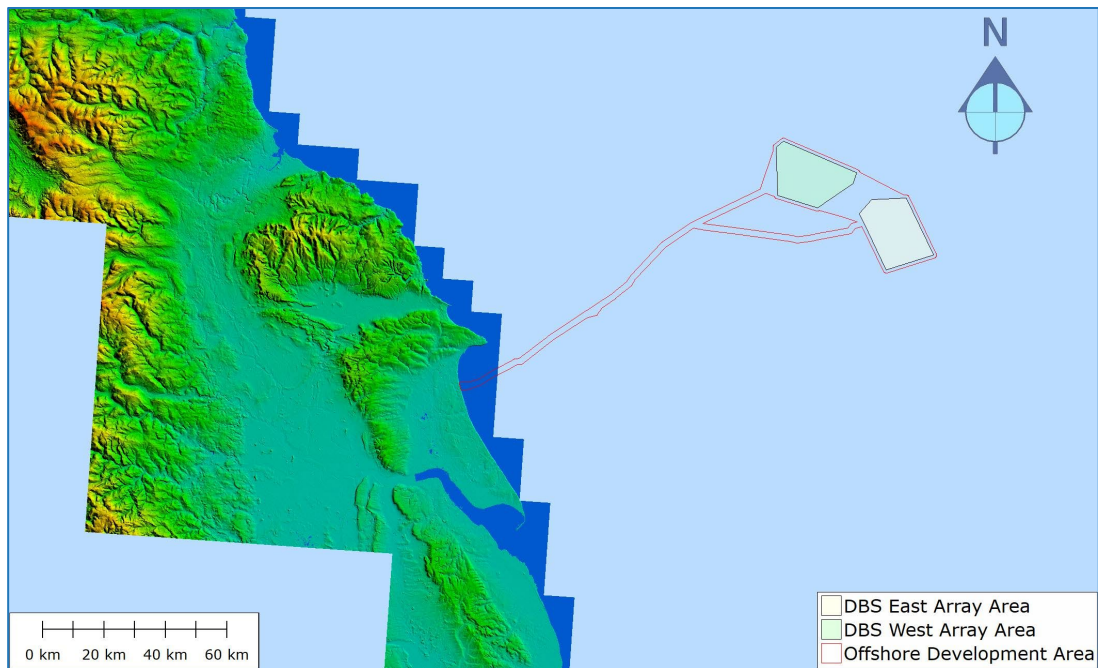 N
DBS East Array Area
DBS West Array Area
Offshore Development Area
0 km 20 km 40 km 60 km